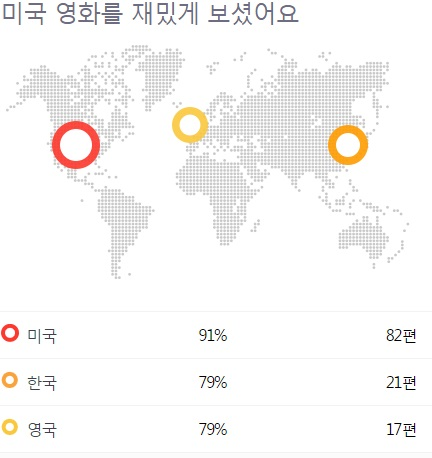 미국 영화를 재밌게 보셨어요
미국 91% 82편
한국 79% 21편
영국 79% 17편